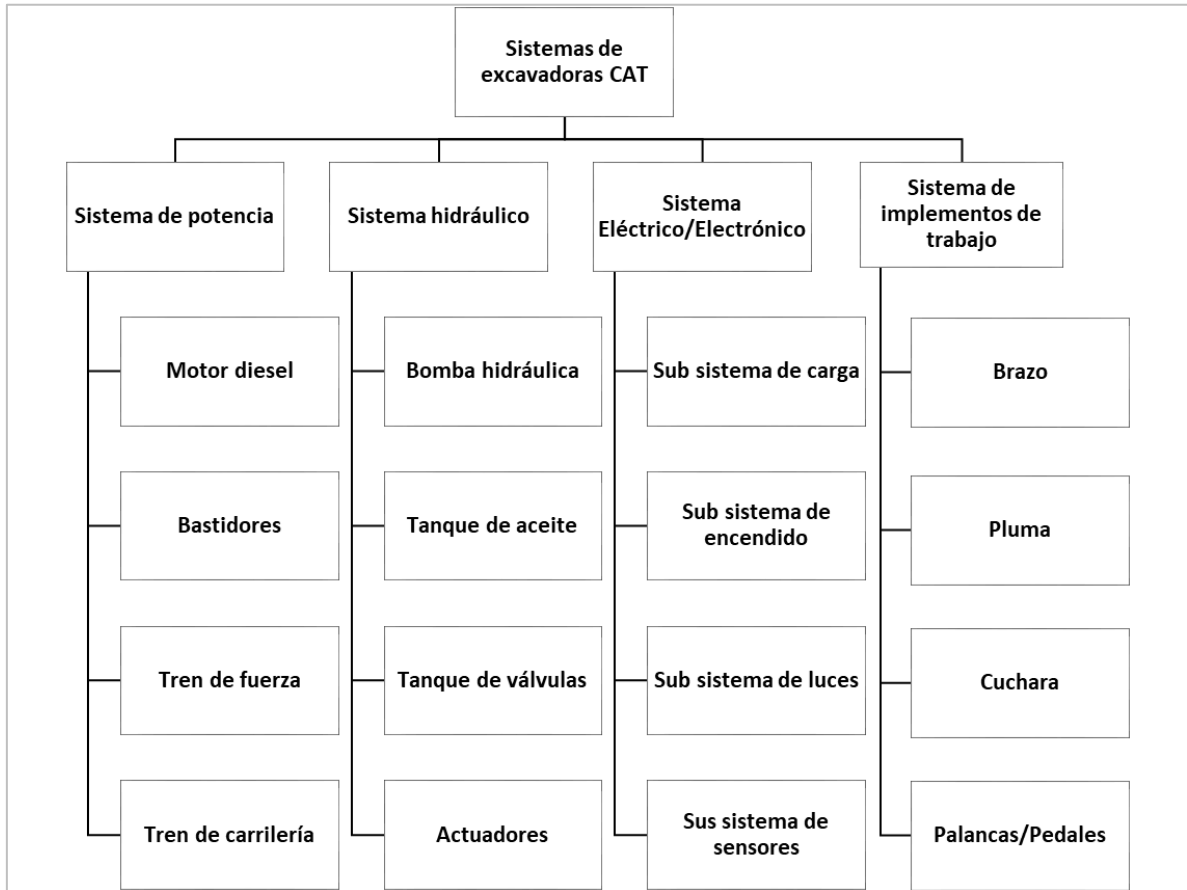 Sistemas de
excavadoras CAT
Sistema de potencia
Sistema hidráulico
Sistema
Eléctrico/Electrónico
Sistema de
implementos de
trabajo
Motor diesel
Bomba hidráulica
Sub sistema de carga
Brazo
Bastidores
Tanque de aceite
Sub sistema de
encendido
Pluma
Tren de fuerza
Tanque de válvulas
Sub sistema de luces
Cuchara
Tren de carrilería
Actuadores
Sus sistema de
sensores
Palancas/Pedales